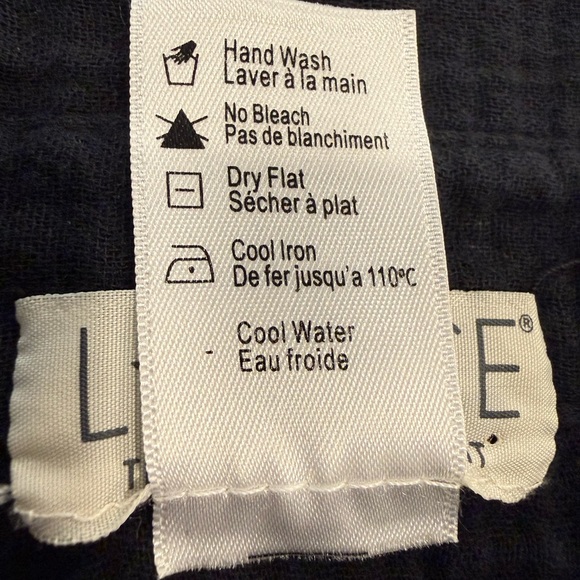 Hand Wash
Laver à la main
No Bleach
Pas de blanchiment
Dry Flat
Sécher à plat
Cool Iron
De fer jusqu'a 110ºC
Cool Water
- Eau froide